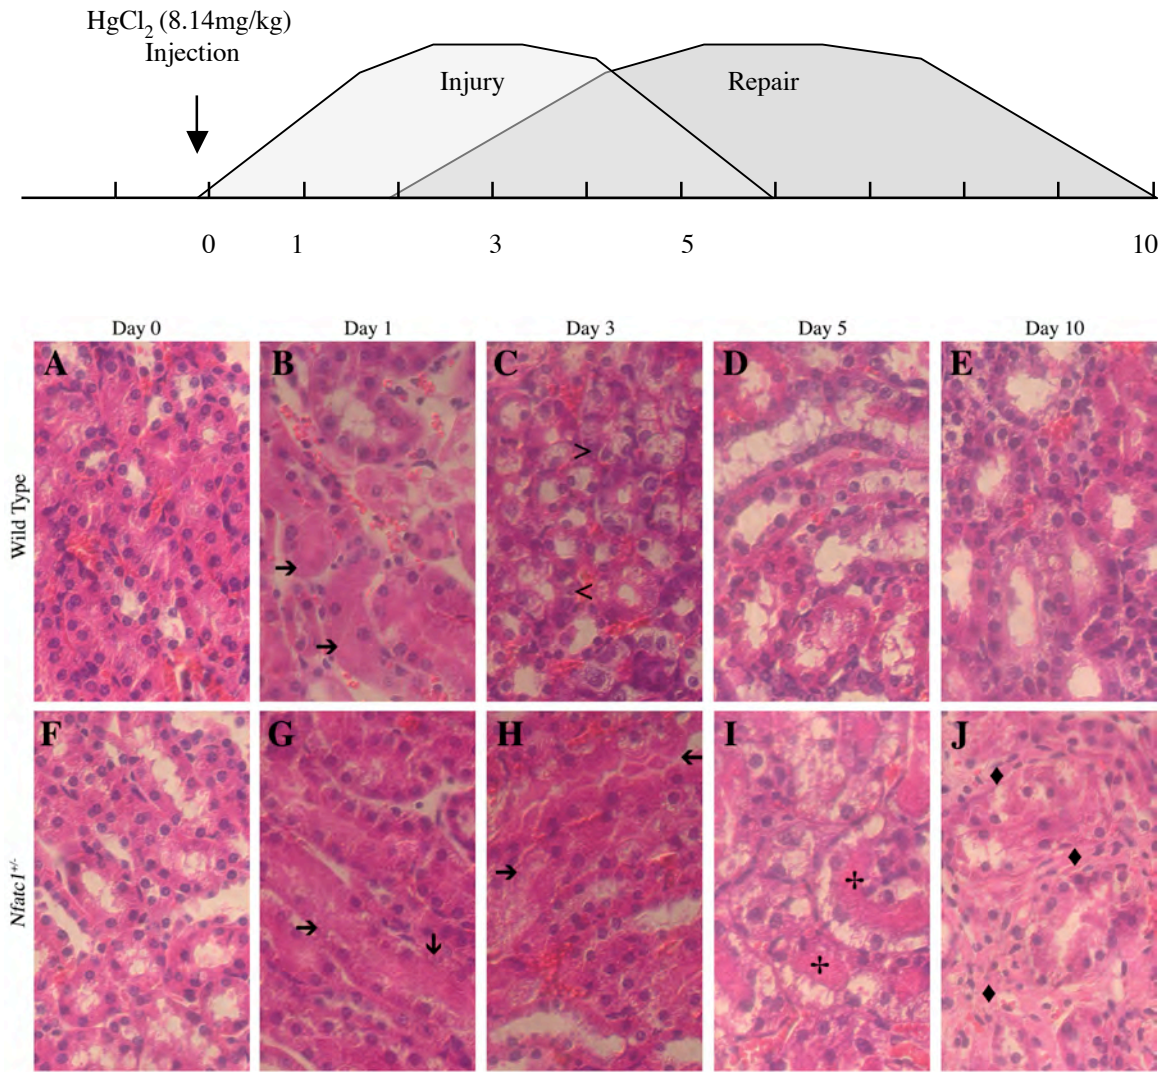 HgCl2 (8.14mg/kg)
Injection
Injury
Repair
0 1 3 5 10
Day 0 Day 1 Day 3 Day 5 Day 10
Wild Type
A B C D E
> 
<
Nfatc1+/-
F G H I J